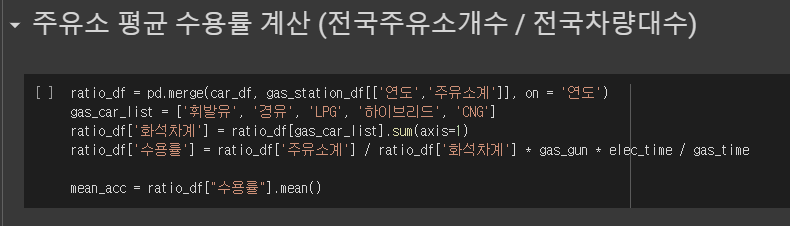 주유소 평균 수용률 계산 (전국주유소개수 / 전국차량대수)
[ ] ratio_df = pd.merge(car_df, gas_station_df[['연도','주유소계']], on = '연도')
gas_car_list = ['휘발유', '경유', 'LPG', '하이브리드', 'CNG']
ratio_df['화석차계'] = ratio_df[gas_car_list].sum(axis=1)
ratio_df['수용률'] = ratio_df['주유소계'] / ratio_df['화석차계'] * gas_gun * elec_time / gas_time
mean_acc = ratio_df["수용률"].mean()